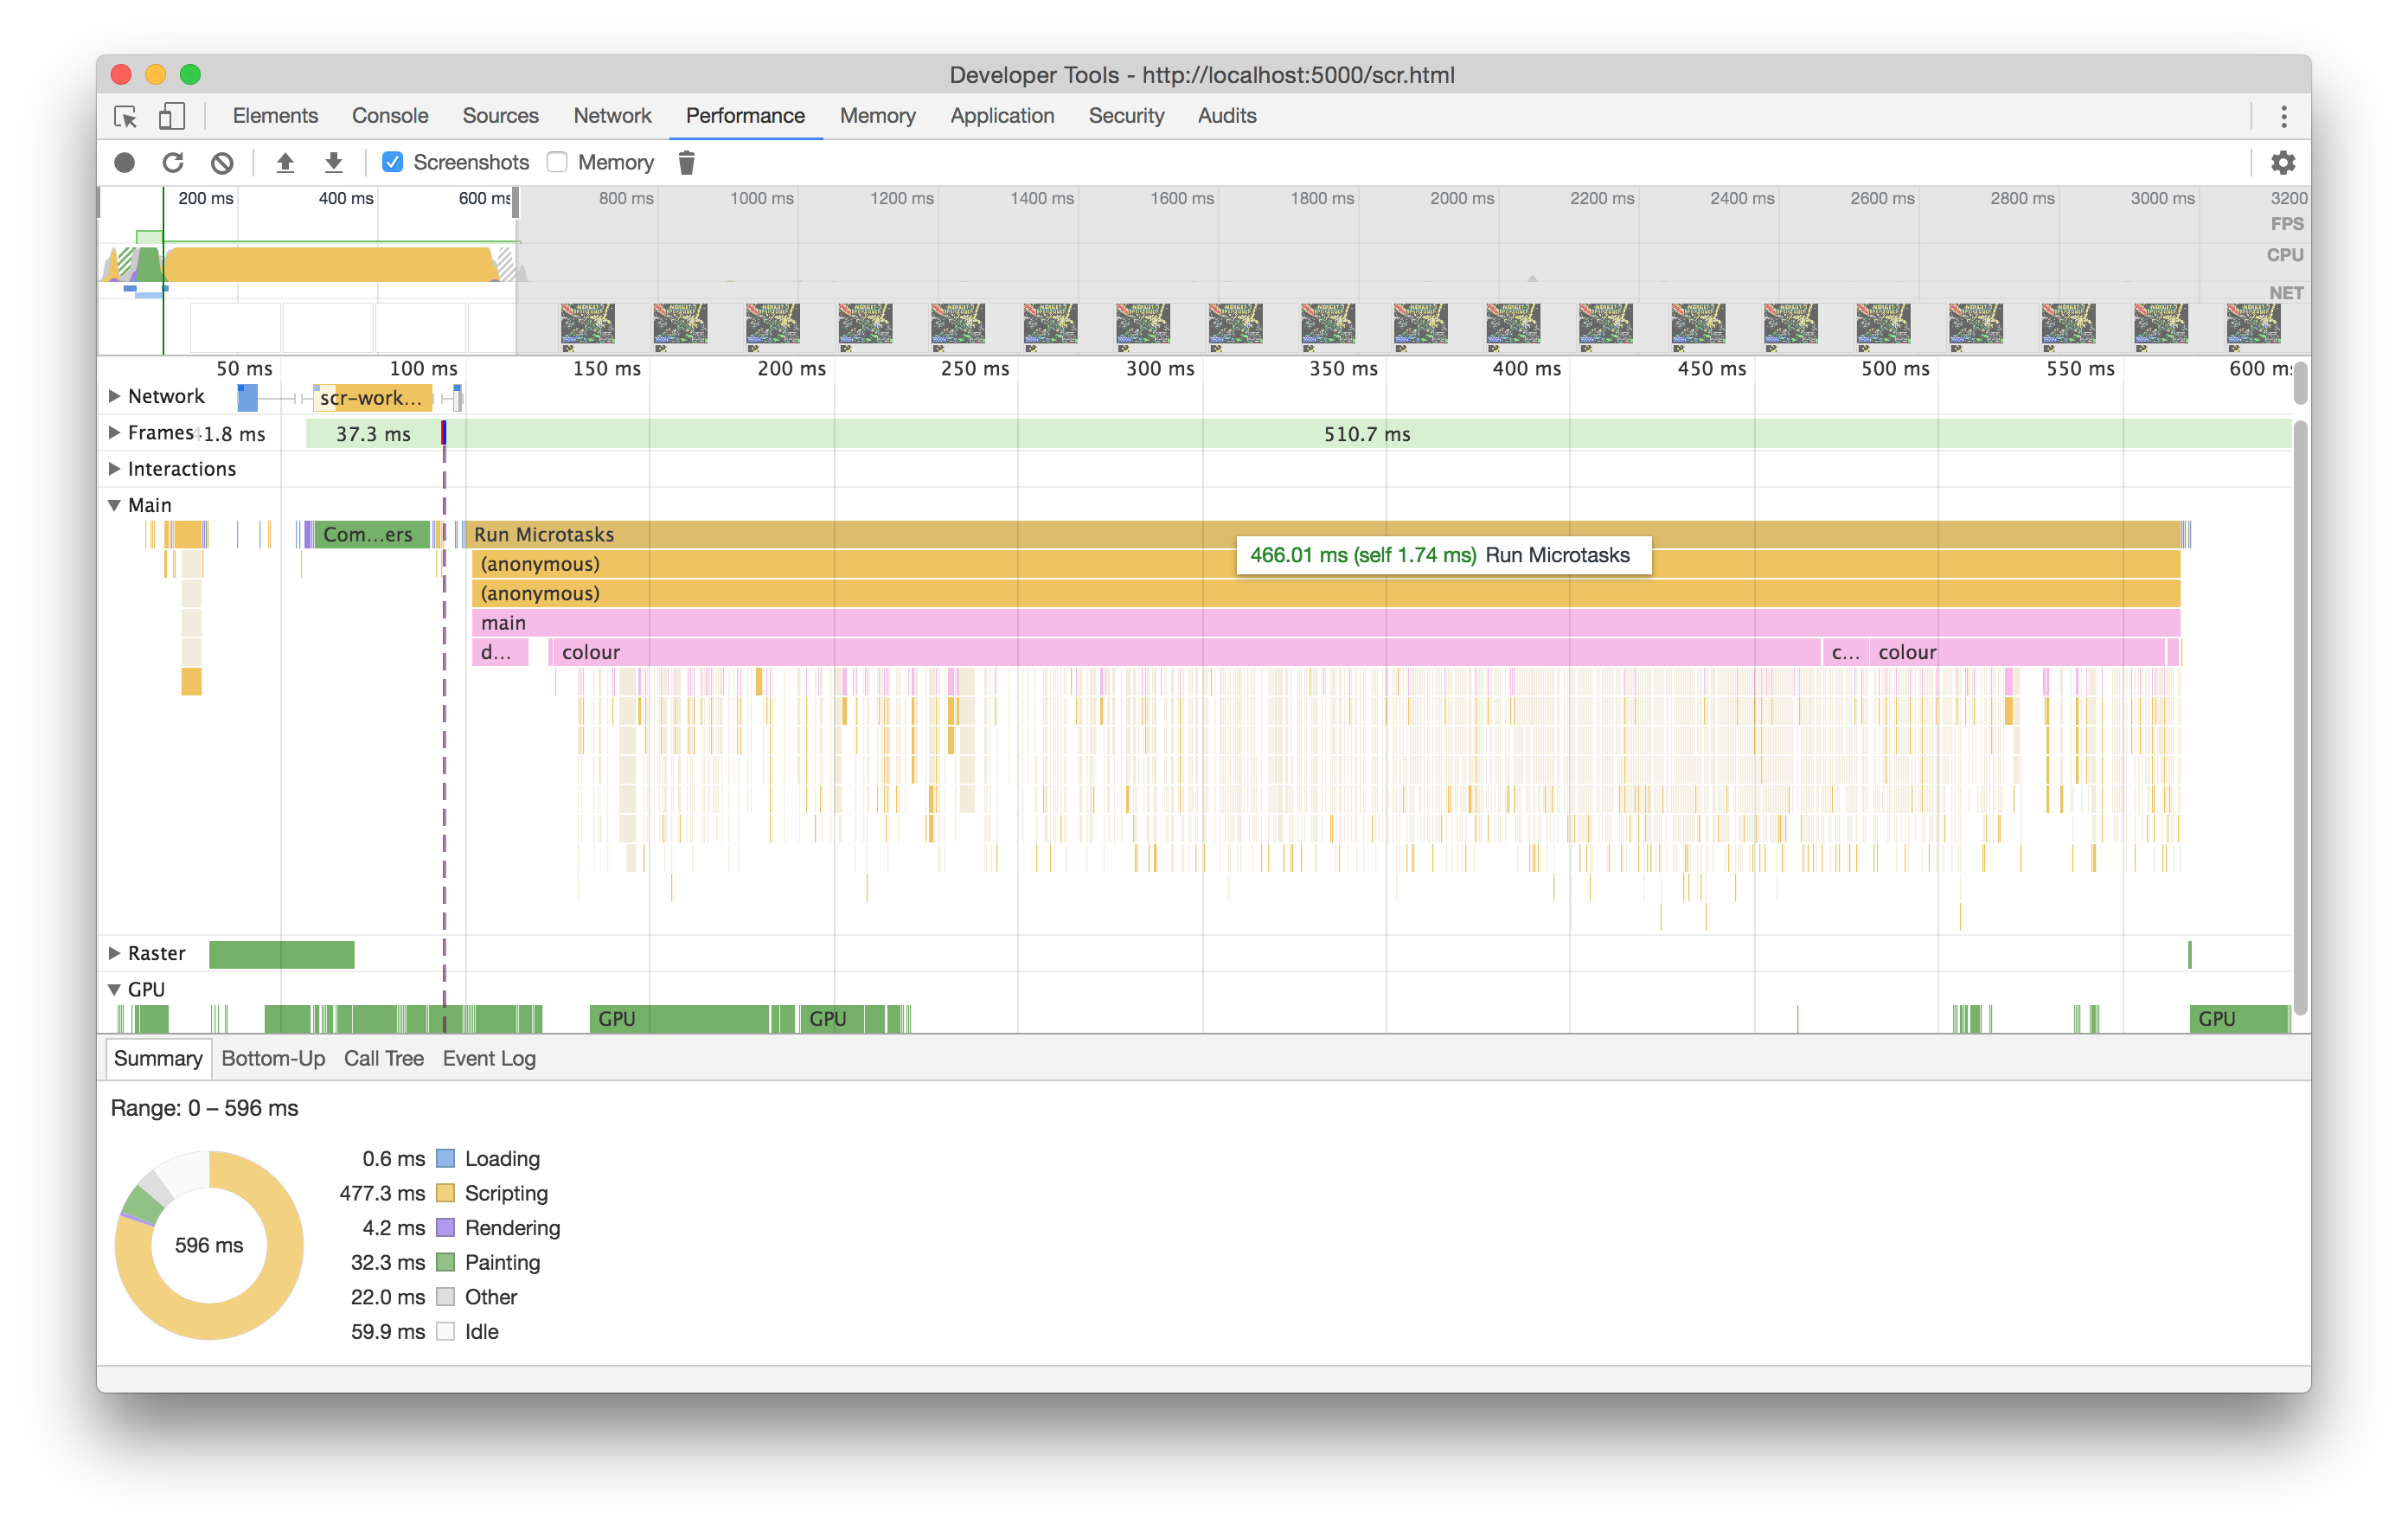 Developer Tools - http://localhost:5000/scr.html
Elements Console Sources Network Performance Memory Application Security Audits
Screenshots Memory
200 ms 400 ms 600 ms 800 ms 1000 ms 1200 ms 1400 ms 1600 ms 1800 ms 2000 ms 2200 ms 2400 ms 2600 ms 2800 ms 3000 ms 3200
FPS
CPU
NET
50 ms 100 ms 150 ms 200 ms 250 ms 300 ms 350 ms 400 ms 450 ms 500 ms 550 ms 600 ms
Network scr-work...
Frames 41.8 ms 37.3 ms 510.7 ms
Interactions
Main
Com...ers Run Microtasks
466.01 ms (self 1.74 ms) Run Microtasks
(anonymous)
(anonymous)
main
d... colour c... colour
Raster
GPU
GPU GPU GPU
Summary Bottom-Up Call Tree Event Log
Range: 0 – 596 ms
596 ms
0.6 ms Loading
477.3 ms Scripting
4.2 ms Rendering
32.3 ms Painting
22.0 ms Other
59.9 ms Idle